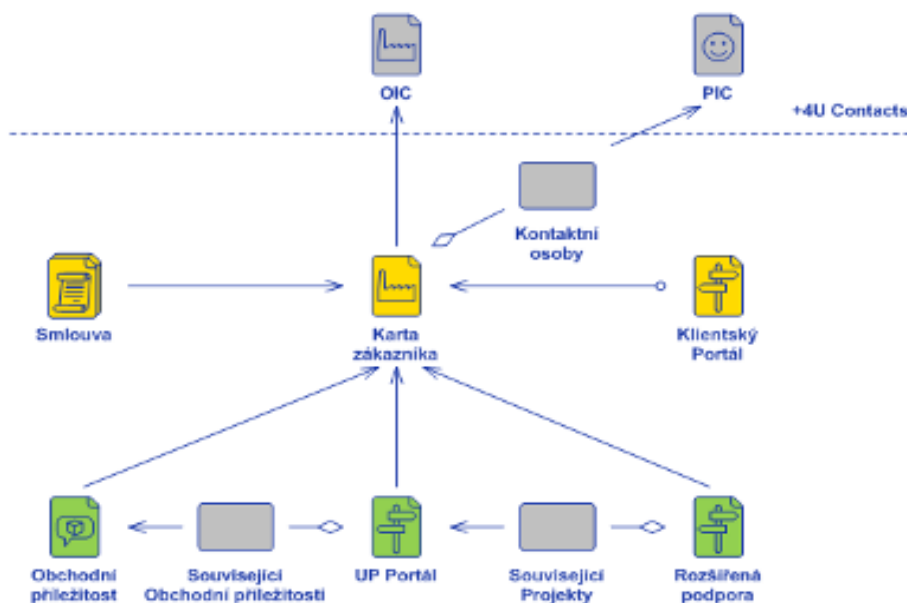 OIC
PIC
+4U Contacts
Kontaktní
osoby
Smlouva
Karta
zákazníka
Klientský
Portál
Obchodní
příležitost
Související
Obchodní příležitosti
UP Portál
Související
Projekty
Rozšířená
podpora